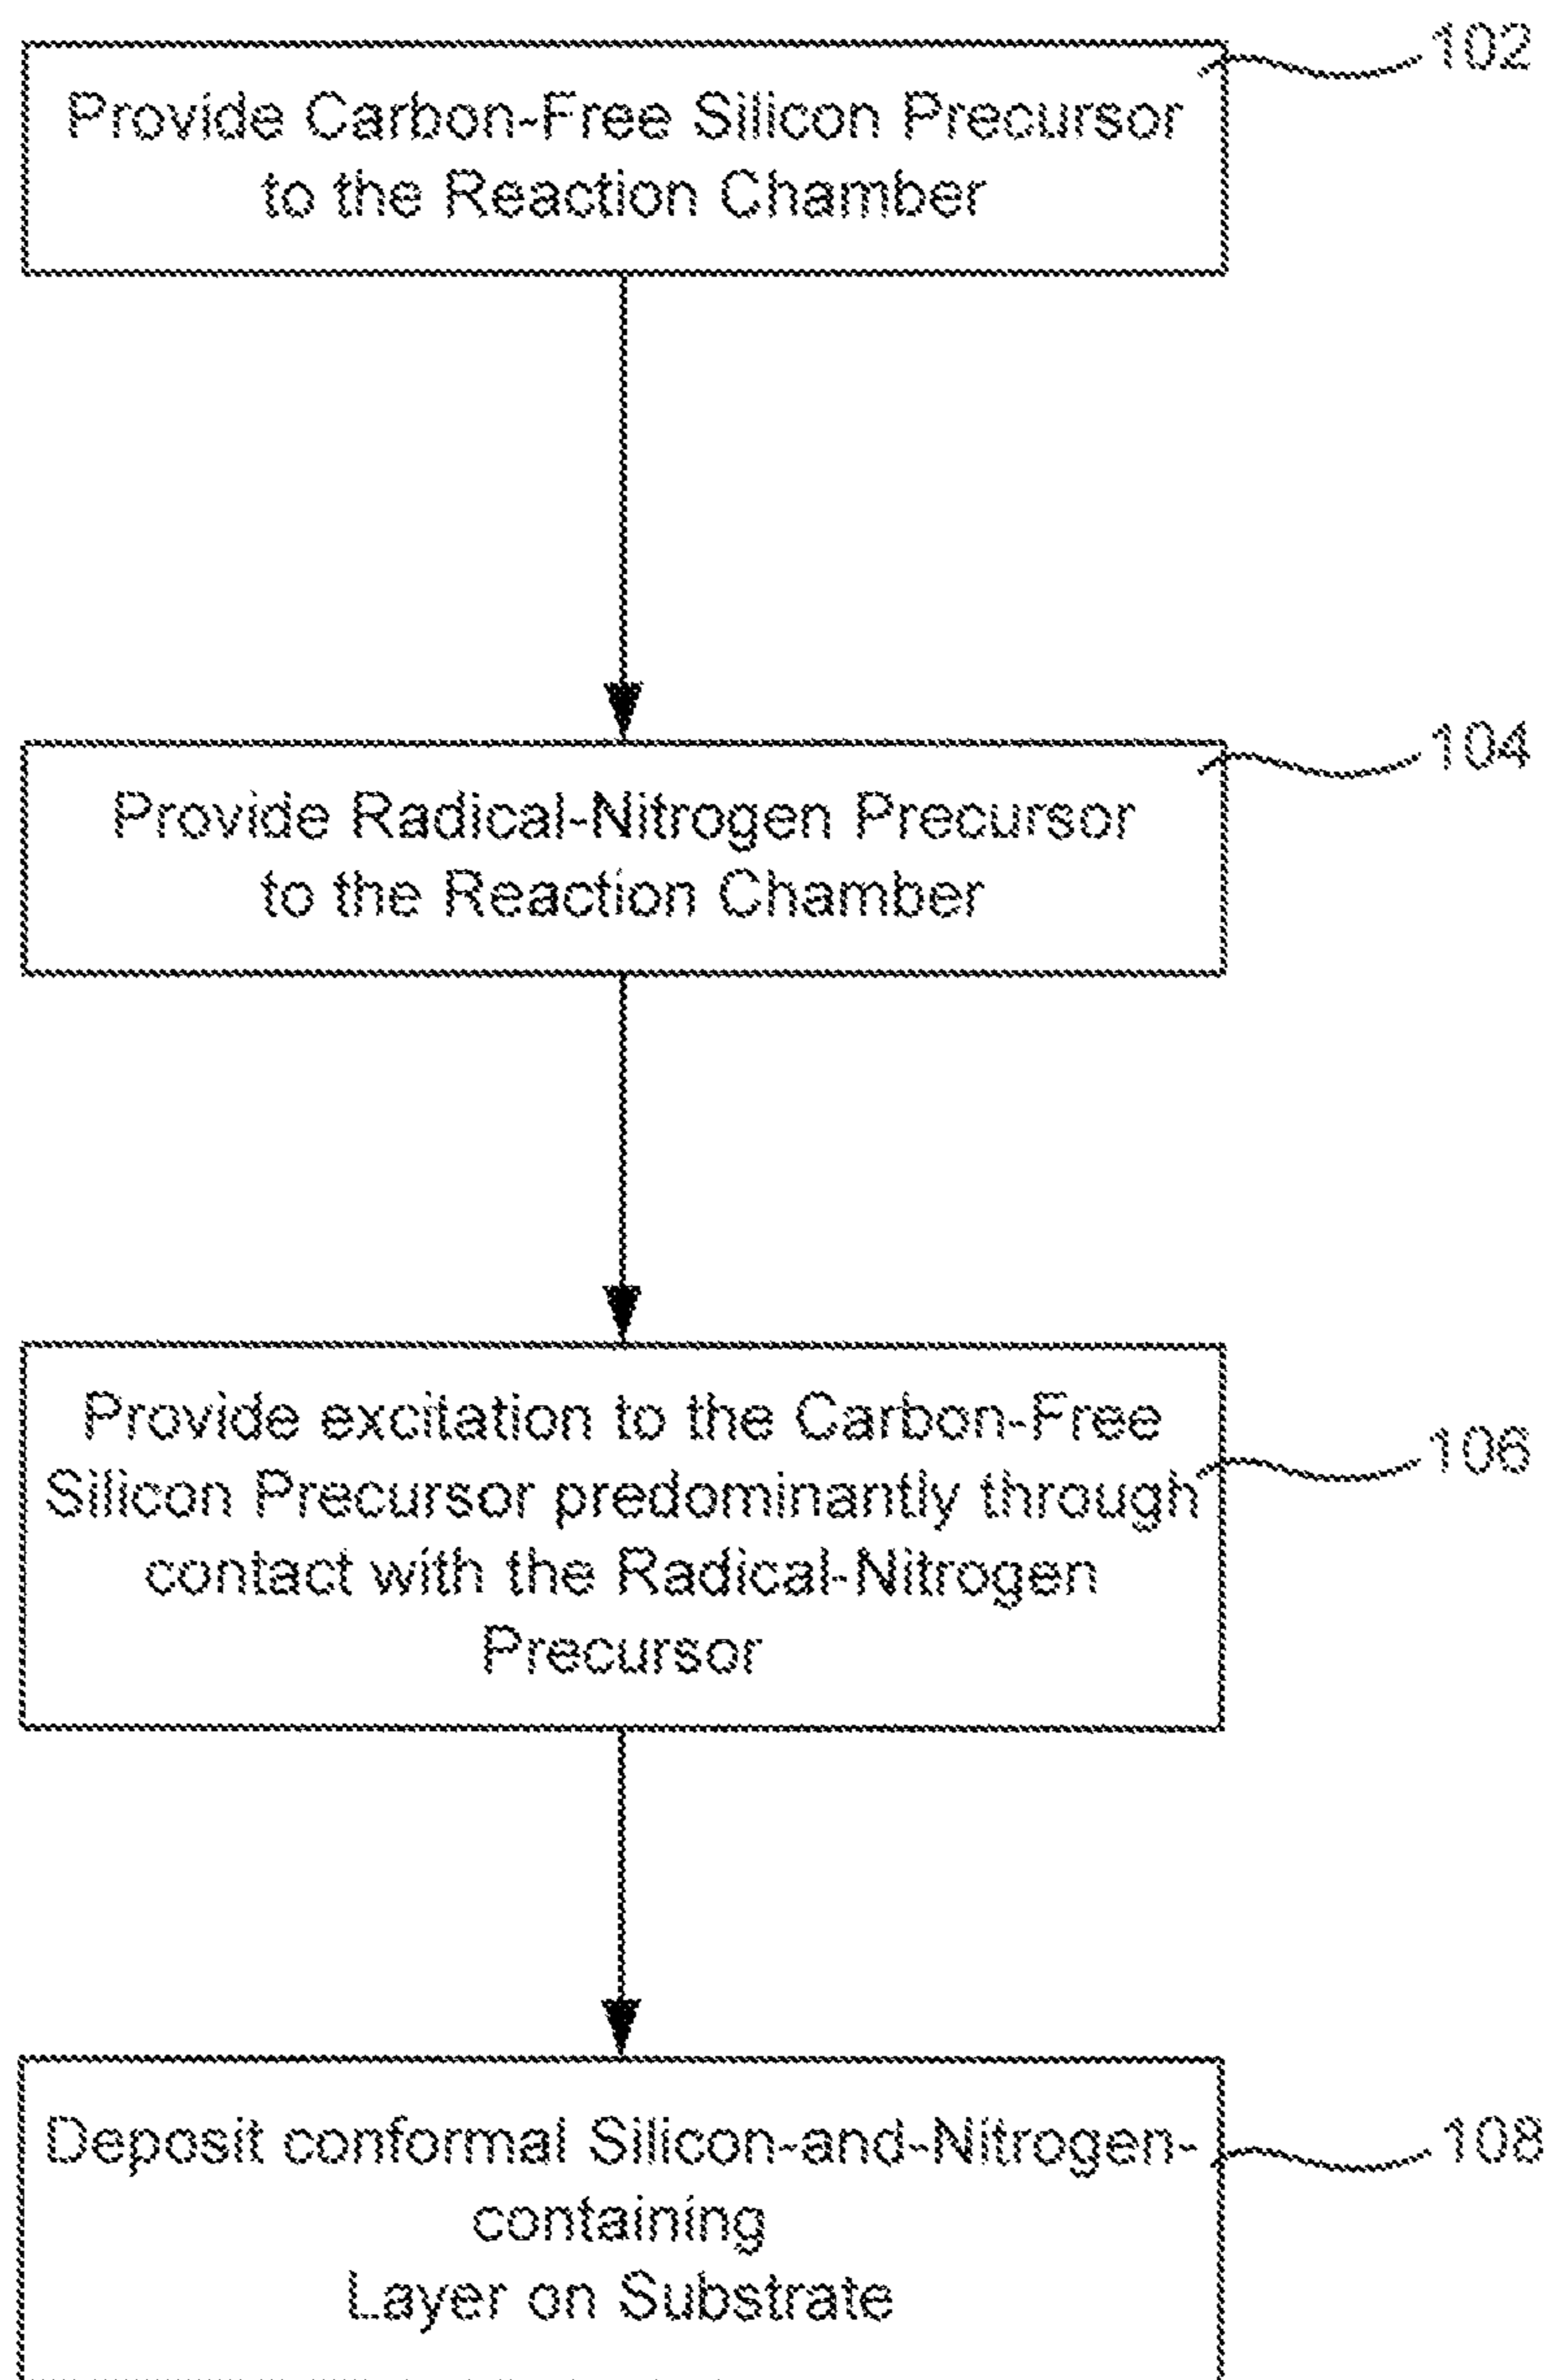 102
Provide Carbon-Free Silicon Precursor
to the Reaction Chamber
104
Provide Radical-Nitrogen Precursor
to the Reaction Chamber
106
Provide excitation to the Carbon-Free
Silicon Precursor predominantly through
contact with the Radical-Nitrogen
Precursor
108
Deposit conformal Silicon-and-Nitrogen-
containing
Layer on Substrate